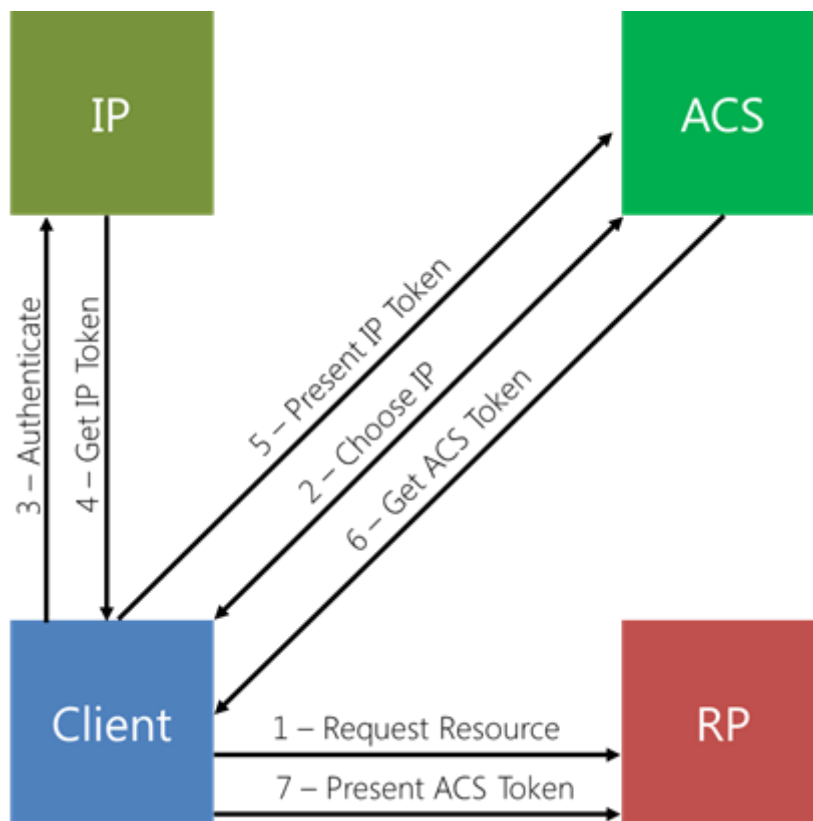 IP
ACS
3 – Authenticate
4 – Get IP Token
5 – Present IP Token
2 – Choose IP
6 – Get ACS Token
Client
1 – Request Resource
7 – Present ACS Token
RP